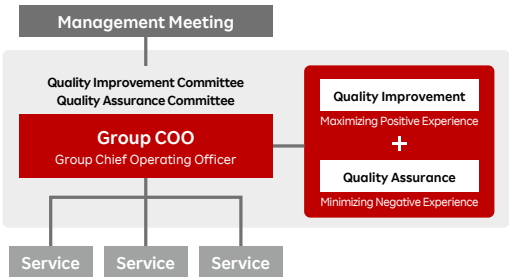 Management Meeting
Quality Improvement Committee
Quality Assurance Committee
Group COO
Group Chief Operating Officer
Quality Improvement
Maximizing Positive Experience
+
Quality Assurance
Minimizing Negative Experience
Service
Service
Service